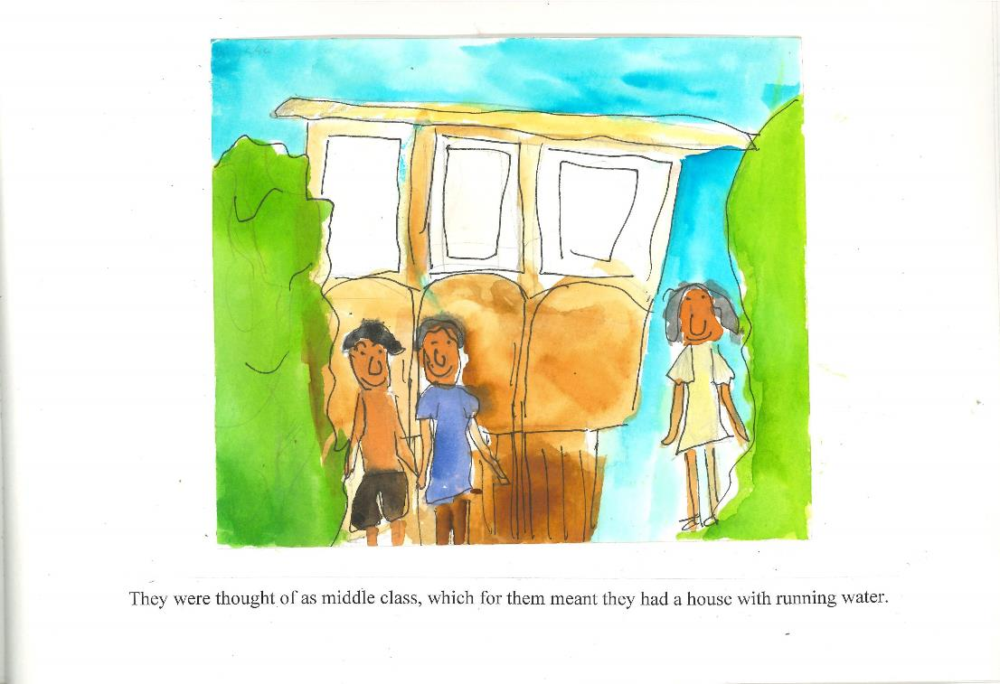 They were thought of as middle class, which for them meant they had a house with running water.